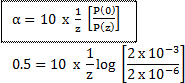 α = 10 x 1/z [P(0)/P(z)]
0.5 = 10 x 1/z log [2 x 10⁻³/2 x 10⁻⁶]